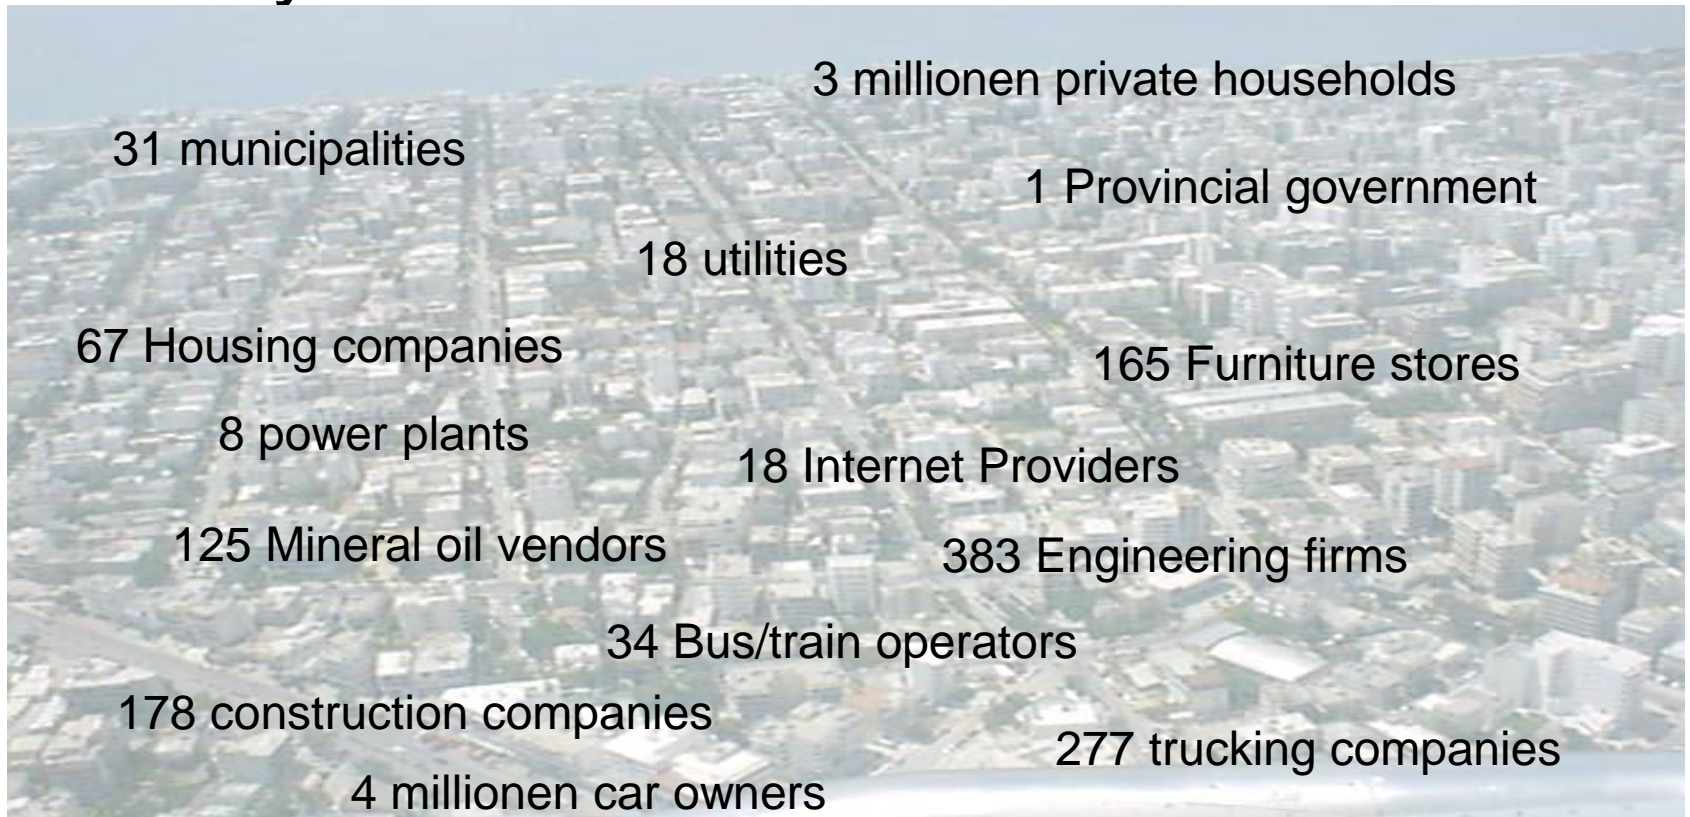 3 millionen private households
31 municipalities
1 Provincial government
18 utilities
67 Housing companies
165 Furniture stores
8 power plants
18 Internet Providers
125 Mineral oil vendors
383 Engineering firms
34 Bus/train operators
178 construction companies
277 trucking companies
4 millionen car owners